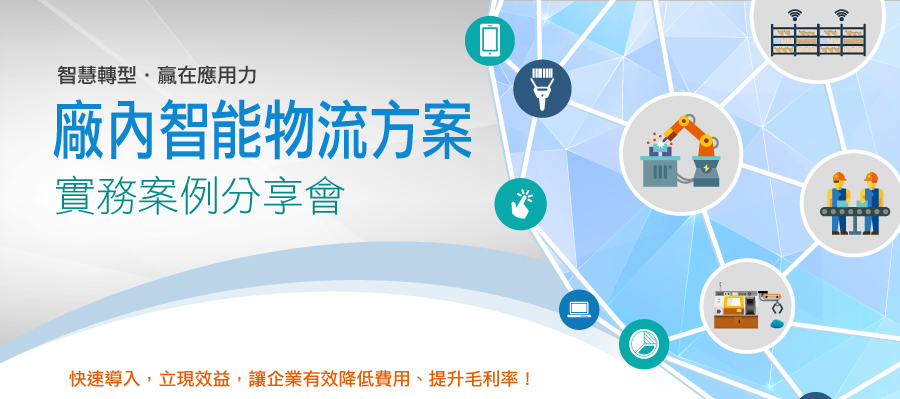 智慧轉型．贏在應用力
廠內智能物流方案
實務案例分享會
快速導入，立現效益，讓企業有效降低費用、提升毛利率！